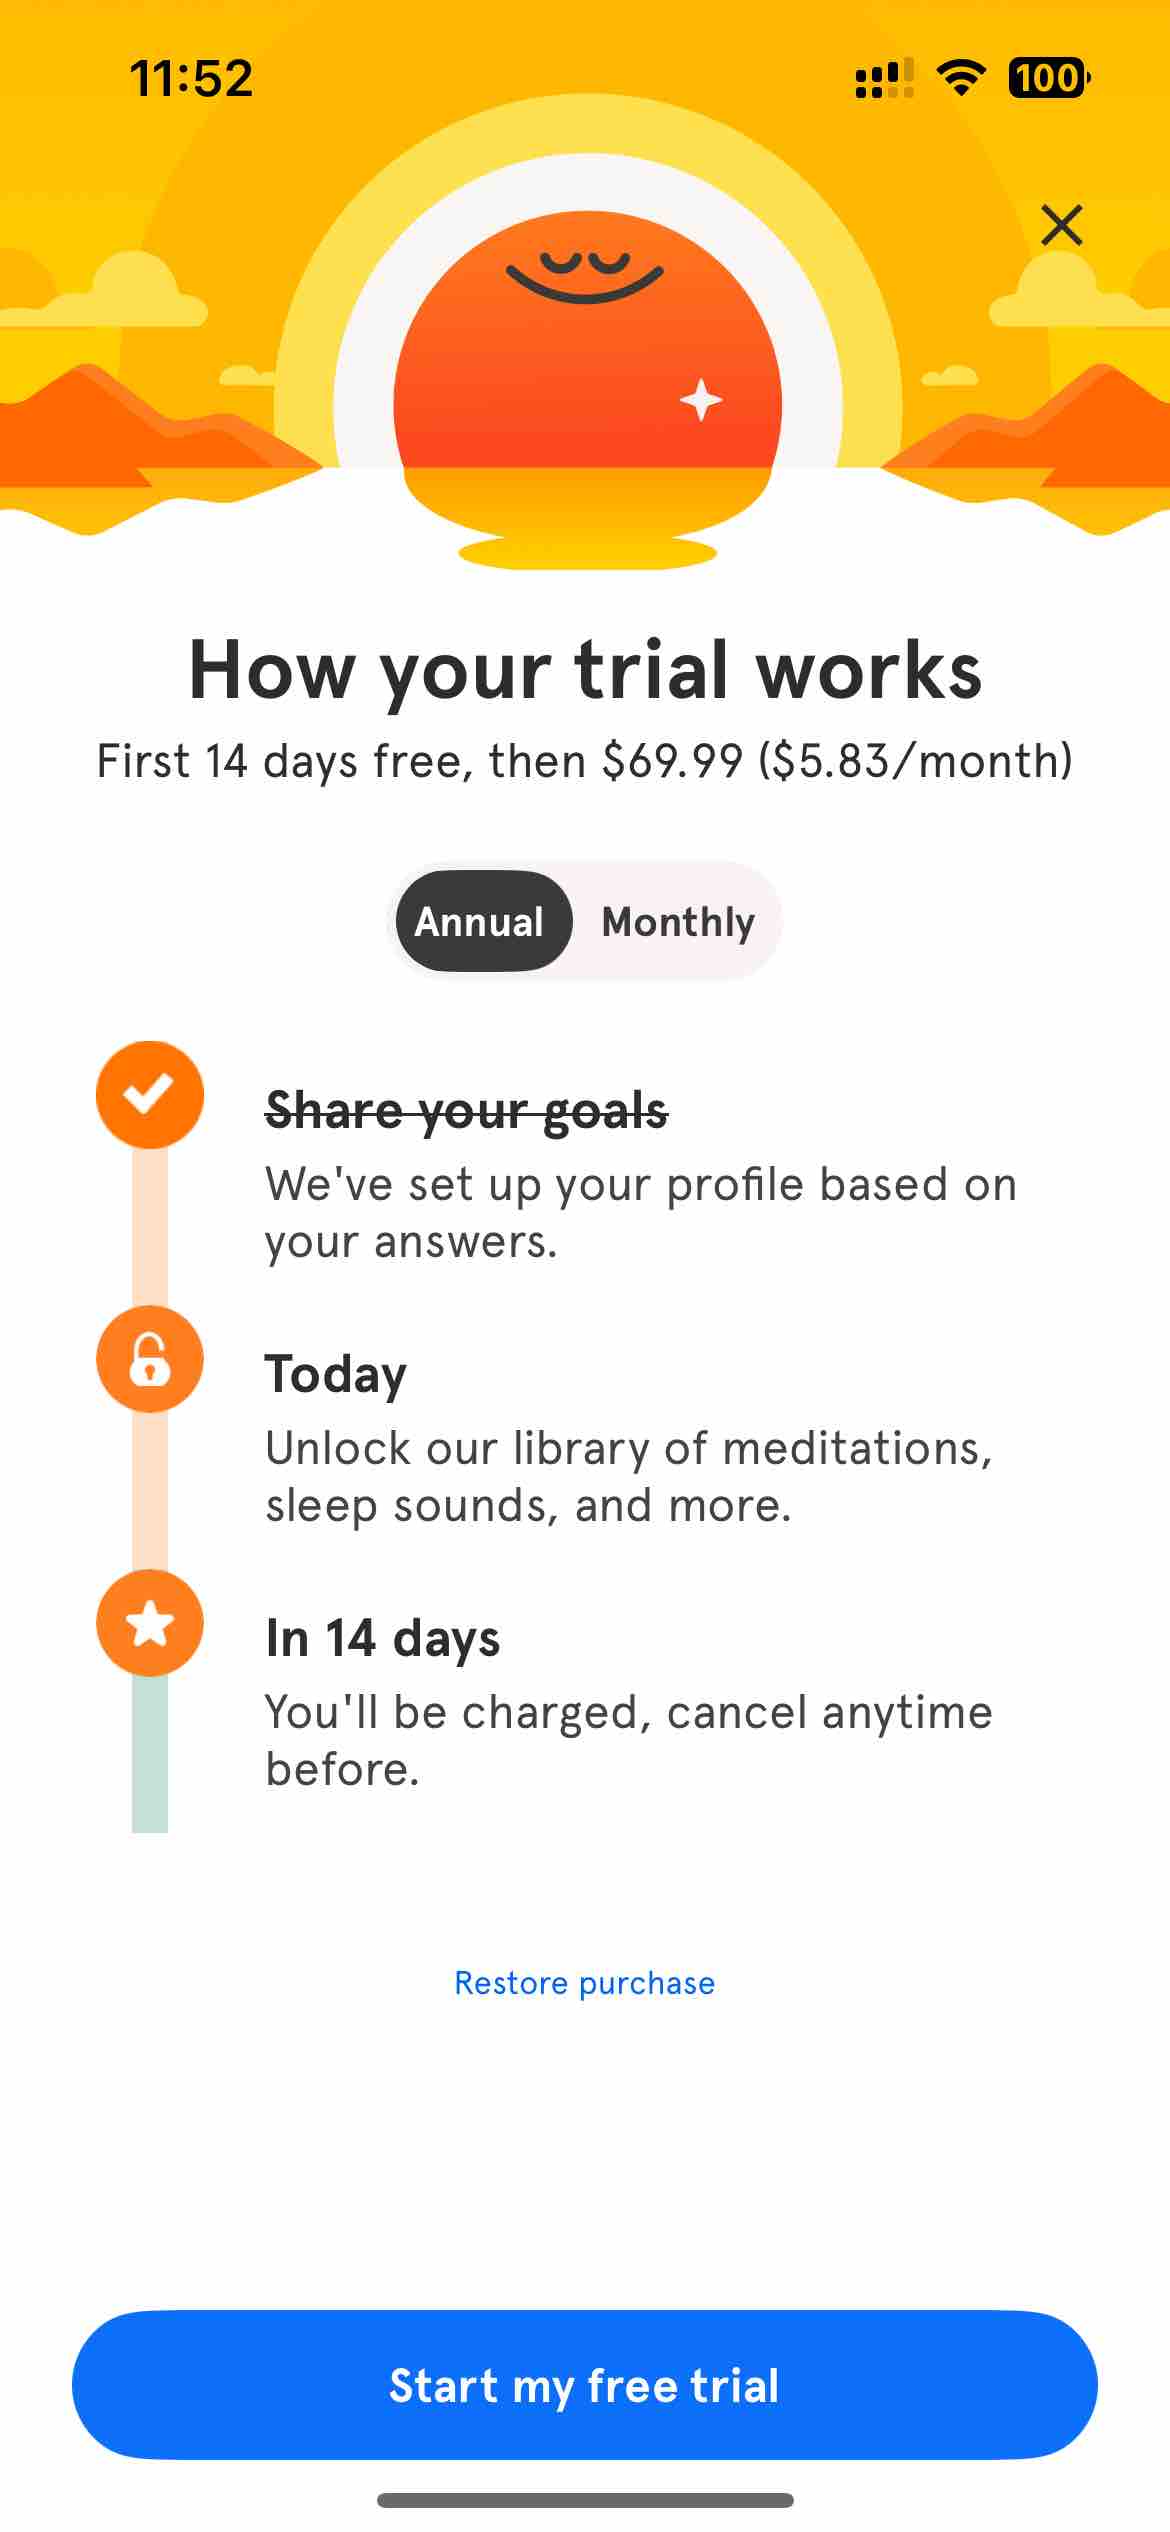 11:52
100
How your trial works
First 14 days free, then $69.99 ($5.83/month)
Annual
Monthly
Share your goals
We've set up your profile based on
your answers.
Today
Unlock our library of meditations,
sleep sounds, and more.
In 14 days
You'll be charged, cancel anytime
before.
Restore purchase
Start my free trial